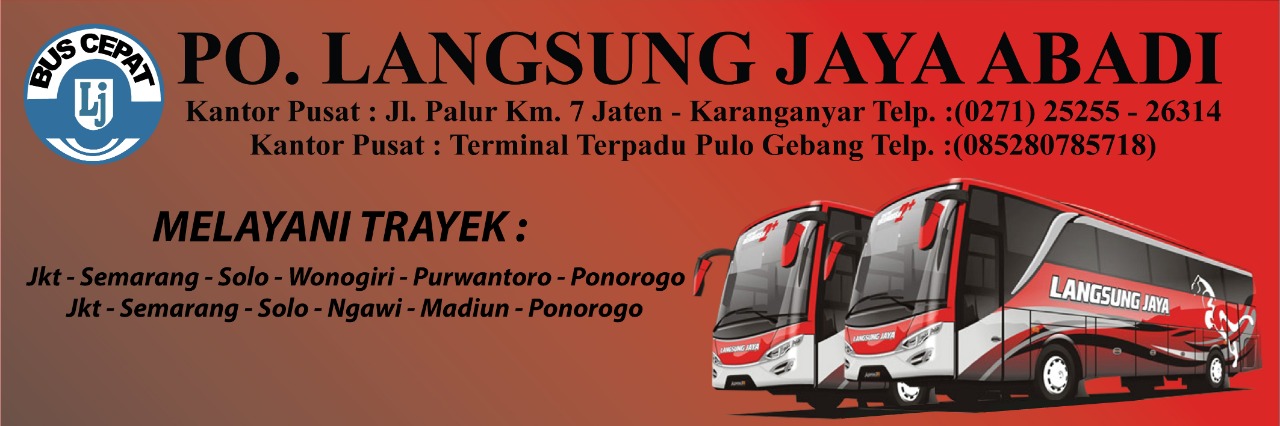 BUS CEPAT
Lj
PO. LANGSUNG JAYA ABADI
Kantor Pusat : Jl. Palur Km. 7 Jaten - Karanganyar Telp. :(0271) 25255 - 26314
Kantor Pusat : Terminal Terpadu Pulo Gebang Telp. :(085280785718)
MELAYANI TRAYEK :
Jkt - Semarang - Solo - Wonogiri - Purwantoro - Ponorogo
Jkt - Semarang - Solo - Ngawi - Madiun - Ponorogo
LANGSUNG JAYA
LANGSUNG JAYA
LANGSUNG JAYA